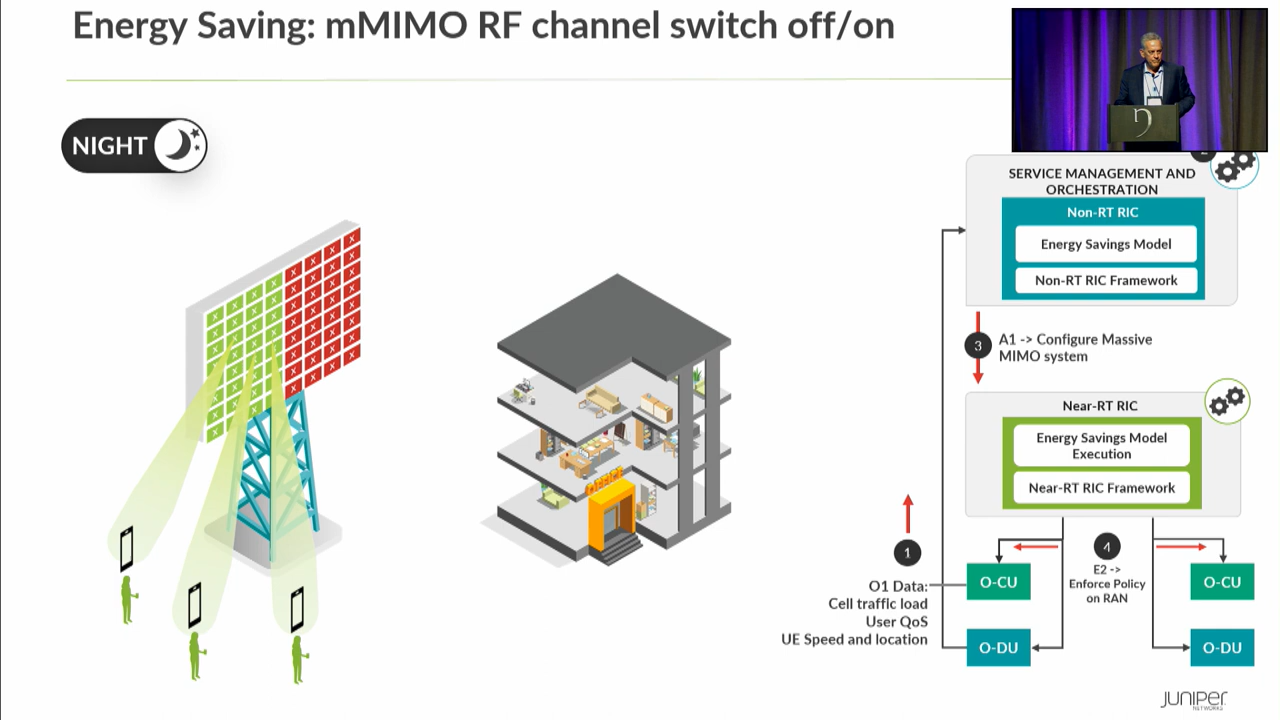 Energy Saving: mMIMO RF channel switch off/on
NIGHT
SERVICE MANAGEMENT AND
ORCHESTRATION
Non-RT RIC
Energy Savings Model
Non-RT RIC Framework
3
A1 -> Configure Massive
MIMO system
Near-RT RIC
Energy Savings Model
Execution
Near-RT RIC Framework
1
O1 Data:
Cell traffic load
User QoS
UE Speed and location
4
E2 ->
Enforce Policy
on RAN
O-CU
O-DU
O-CU
O-DU
OFFICE
JUNIPer
NETWORKS